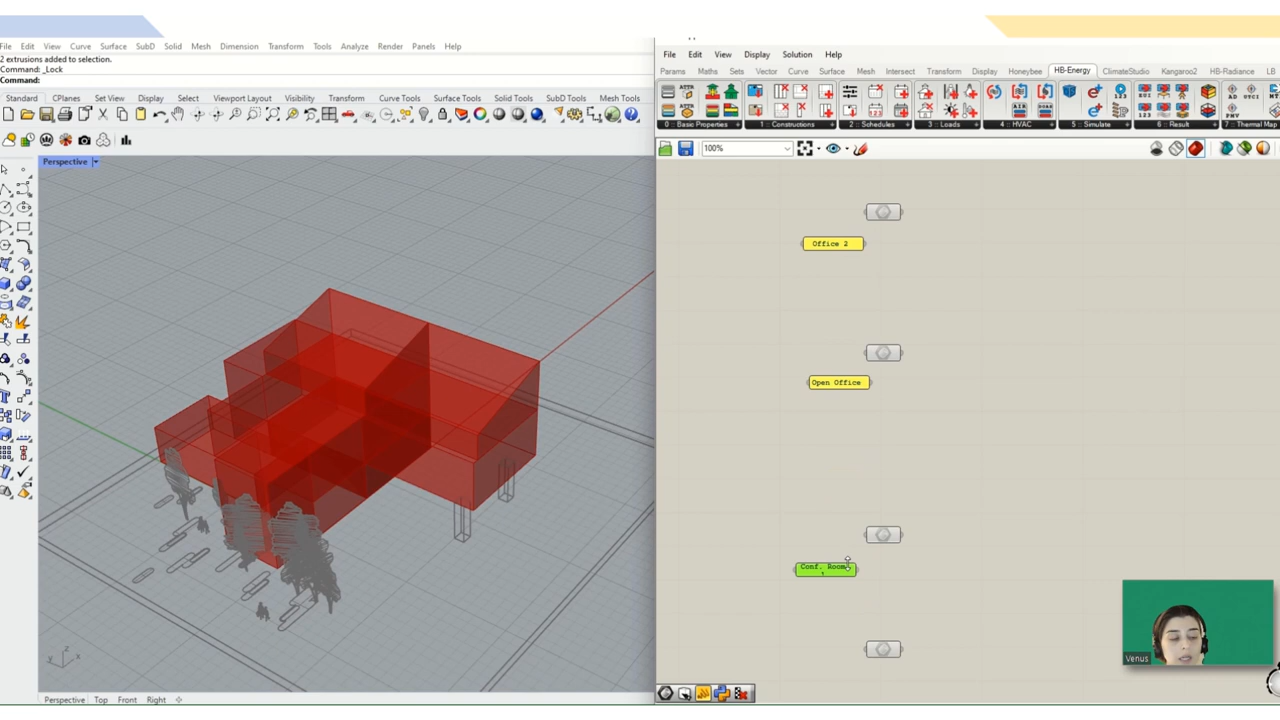 File Edit View Curve Surface SubD Solid Mesh Dimension Transform Tools Analyze Render Panels Help
2 extrusions added to selection.
Command: _Lock
Command:
Standard CPlanes Set View Display Select Viewport Layout Visibility Transform Curve Tools Surface Tools Solid Tools SubD Tools Mesh Tools
Perspective
z
y x
Perspective Top Front Right
File Edit View Display Solution Help
Params Maths Sets Vector Curve Surface Mesh Intersect Transform Display Honeybee HB-Energy ClimateStudio Kangaroo2 HB-Radiance LB
0 :: Basic Properties 1 :: Constructions 2 :: Schedules 3 :: Loads 4 :: HVAC 5 :: Simulate 6 :: Result 7 :: Thermal Map
100%
Office 2
Open Office
Conf. Room
Venus